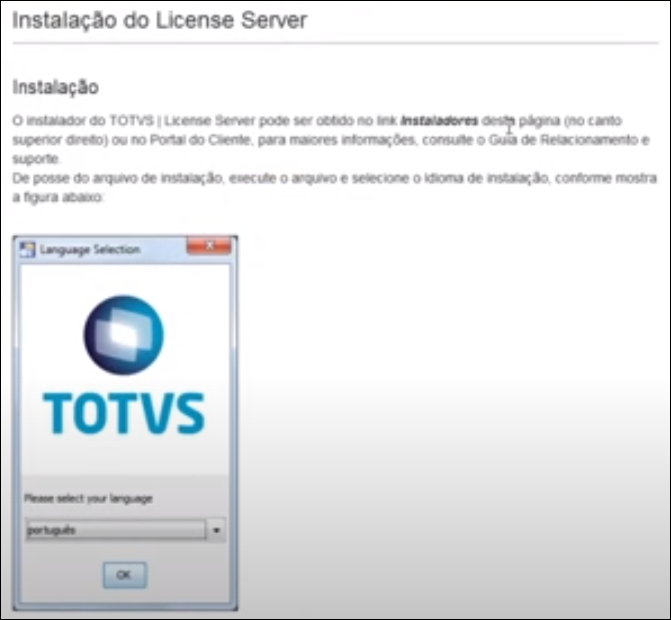 Instalação do License Server
Instalação
O instalador do TOTVS | License Server pode ser obtido no link Instaladores desta página (no canto
superior direito) ou no Portal do Cliente, para maiores informações, consulte o Guia de Relacionamento e
suporte.
De posse do arquivo de instalação, execute o arquivo e selecione o Idioma de instalação, conforme mostra
a figura abaixo:
Language Selection
TOTVS
Please select your language
português
OK